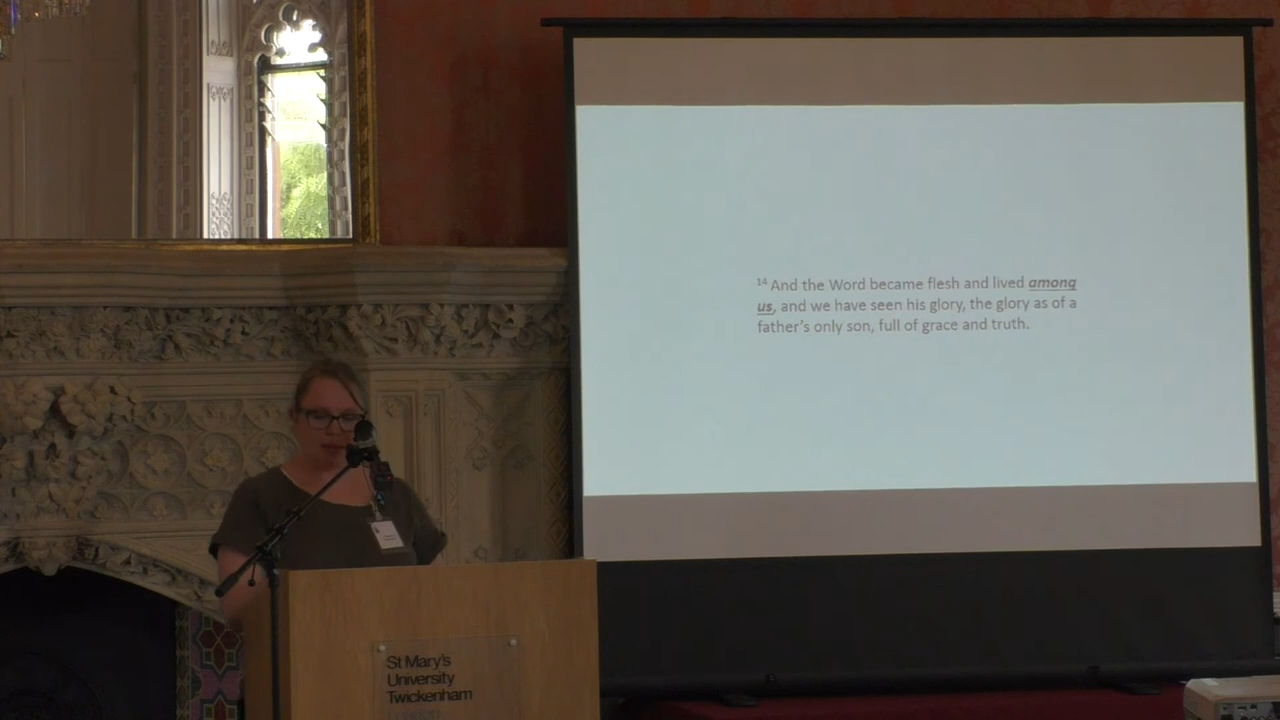 14 And the Word became flesh and lived among
us, and we have seen his glory, the glory as of a
father's only son, full of grace and truth.
St Mary's
University
Twickenham
London